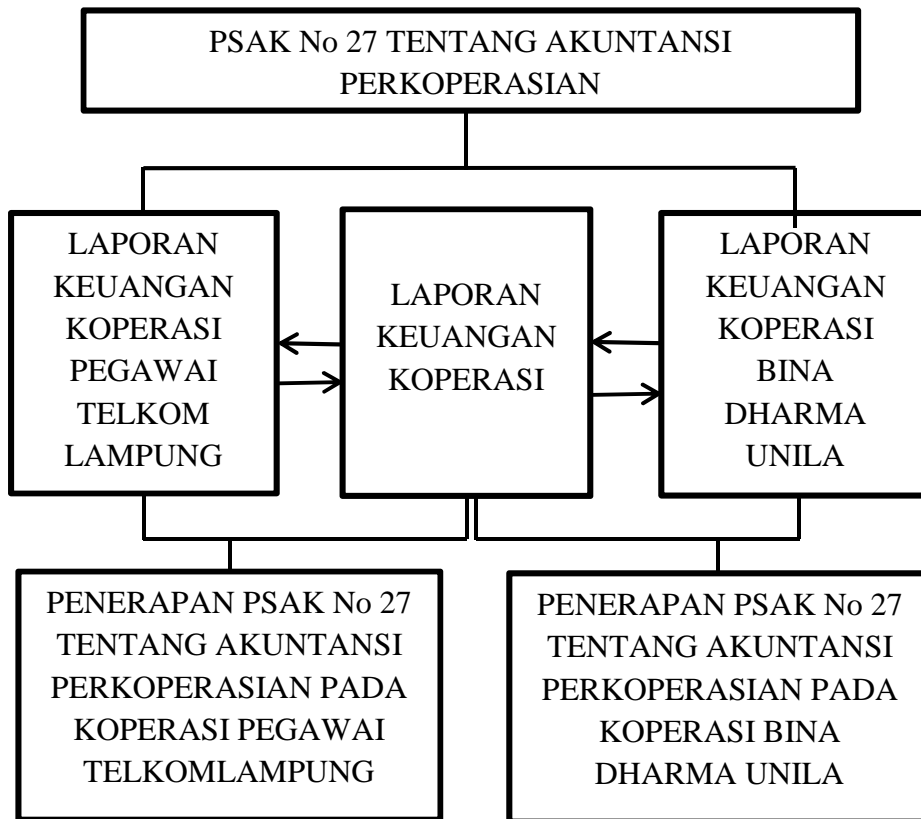 PSAK No 27 TENTANG AKUNTANSI
PERKOPERASIAN
LAPORAN
KEUANGAN
KOPERASI
PEGAWAI
TELKOM
LAMPUNG
LAPORAN
KEUANGAN
KOPERASI
LAPORAN
KEUANGAN
KOPERASI
BINA
DHARMA
UNILA
PENERAPAN PSAK No 27
TENTANG AKUNTANSI
PERKOPERASIAN PADA
KOPERASI PEGAWAI
TELKOMLAMPUNG
PENERAPAN PSAK No 27
TENTANG AKUNTANSI
PERKOPERASIAN PADA
KOPERASI BINA
DHARMA UNILA